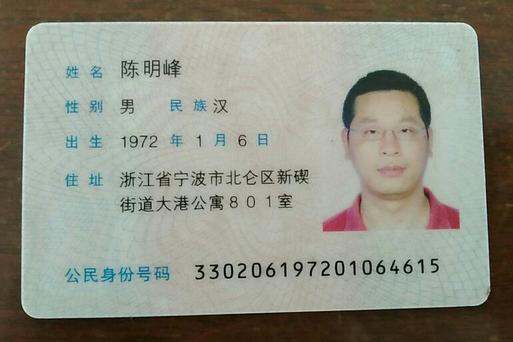 姓名 陈明峰
性别 男 民族 汉
出生 1972 年 1 月 6 日
住址 浙江省宁波市北仑区新碶
街道大港公寓801室
公民身份号码 330206197201064615